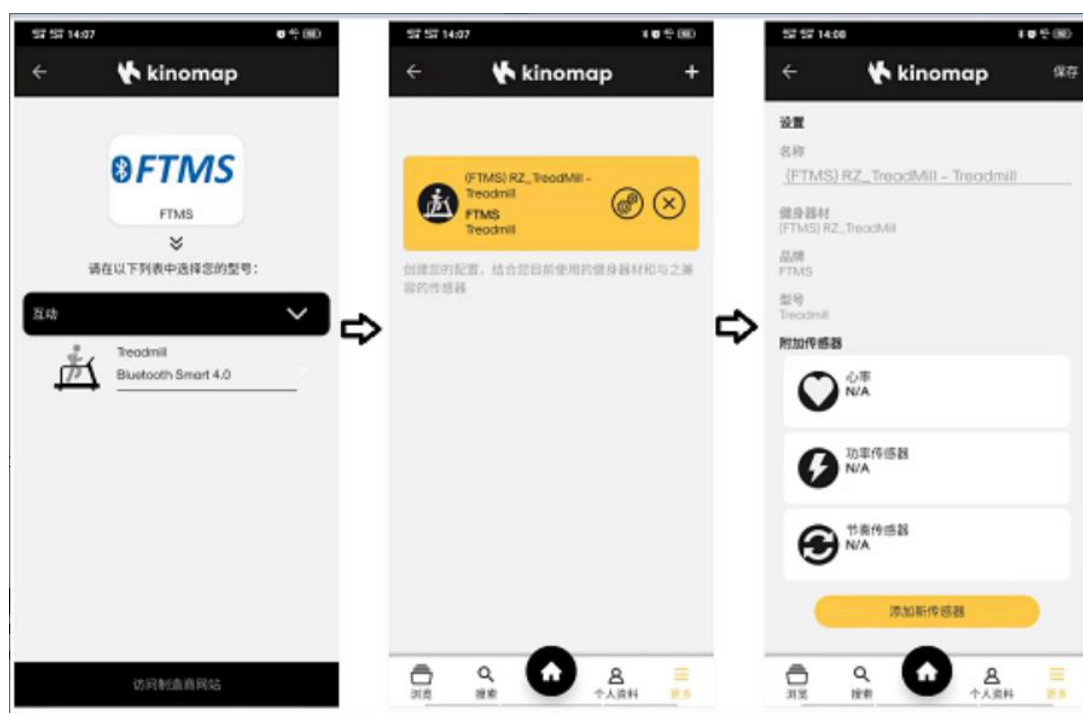 14:07
kinomap
FTMS
FTMS
请在以下列表中选择您的型号：
互动
Treadmill
Bluetooth Smart 4.0
访问制造商网站
14:07
kinomap
+
(FTMS) RZ_TreadMill -
Treadmill
FTMS
Treadmill
创建您的配置，结合您目前使用的健身器材和与之兼
容的传感器
浏览
搜索
个人资料
更多
14:08
kinomap
保存
设置
名称
(FTMS) RZ_TreadMill - Treadmill
健身器材
(FTMS) RZ_TreadMill
品牌
FTMS
型号
Treadmill
附加传感器
心率
N/A
功率传感器
N/A
节奏传感器
N/A
添加新传感器
浏览
搜索
个人资料
更多